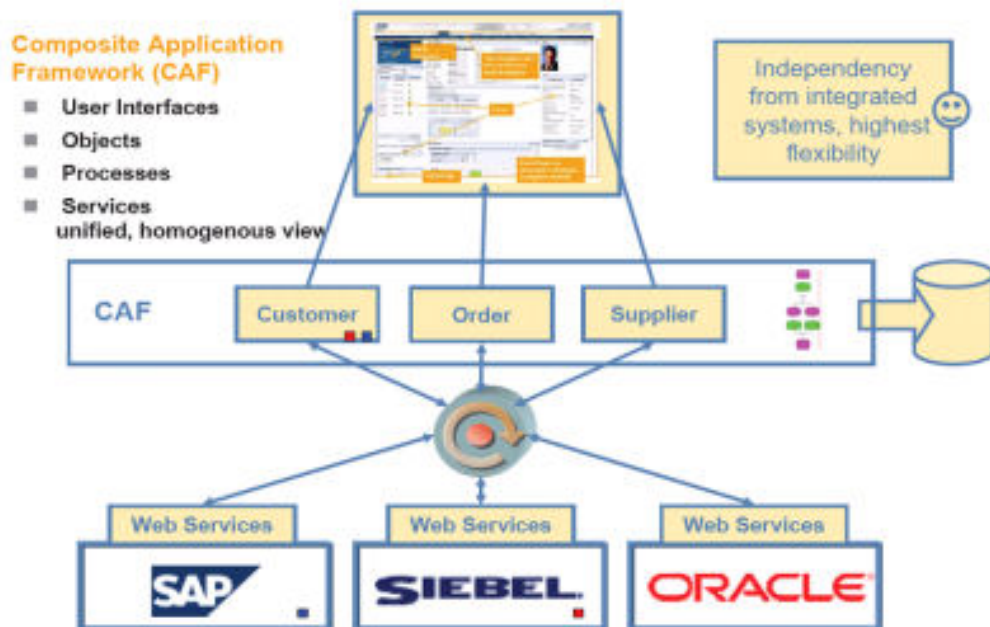 Composite Application
Framework (CAF)
User Interfaces
Objects
Processes
Services
unified, homogenous view
Independency
from integrated
systems, highest
flexibility
CAF
Customer
Order
Supplier
Web Services
Web Services
Web Services
SAP
SIEBEL
ORACLE